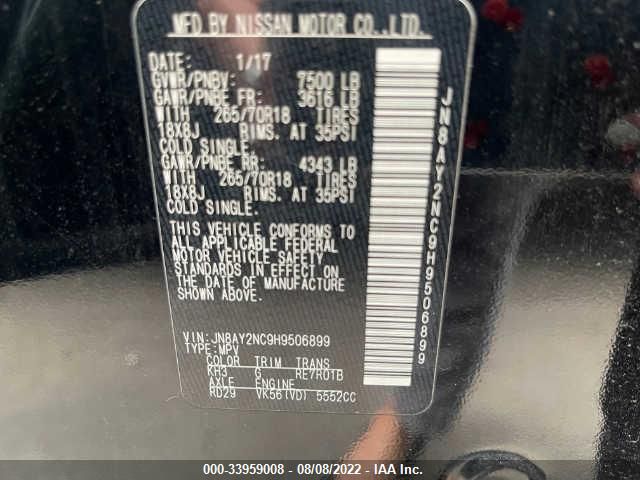 MFD BY NISSAN MOTOR CO.,LTD.
DATE: 1/17
GVWR/PNBV: 7500 LB
GAWR/PNBE FR: 3616 LB
WITH 265/70R18 TIRES
18X8J RIMS. AT 35PSI
COLD SINGLE.
GAWR/PNBE RR: 4343 LB
WITH 265/70R18 TIRES
18X8J RIMS. AT 35PSI
COLD SINGLE.
THIS VEHICLE CONFORMS TO
ALL APPLICABLE FEDERAL
MOTOR VEHICLE SAFETY
STANDARDS IN EFFECT ON
THE DATE OF MANUFACTURE
SHOWN ABOVE.
VIN: JN8AY2NC9H9506899
TYPE: MPV
COLOR TRIM TRANS
KH3 G RE7R01B
AXLE ENGINE
RD29 VK56(VD) 5552CC
JN8AY2NC9H9506899
000-33959008 - 08/08/2022 - IAA Inc.